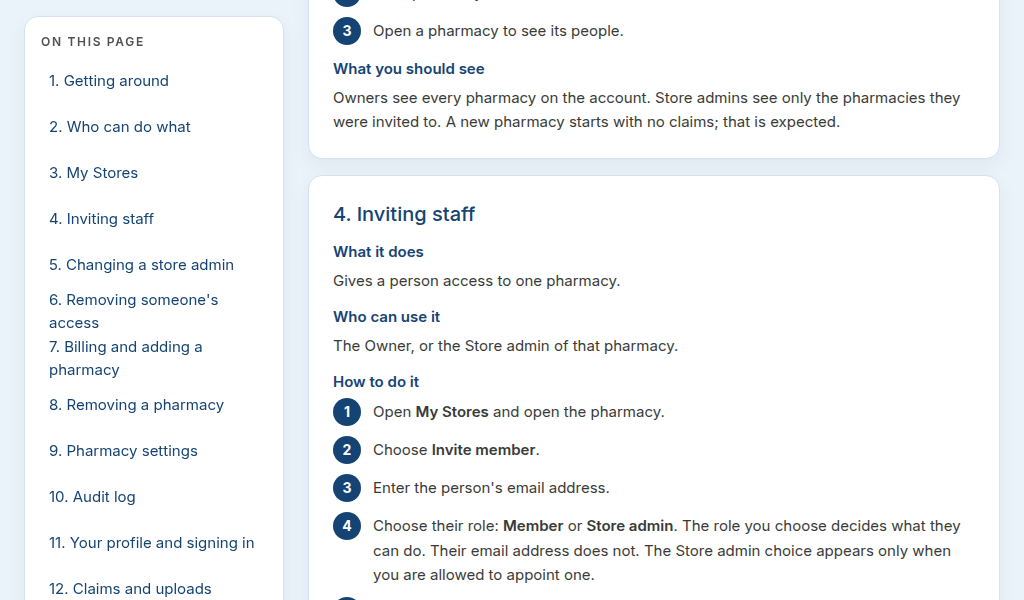 ON THIS PAGE
1. Getting around
2. Who can do what
3. My Stores
4. Inviting staff
5. Changing a store admin
6. Removing someone's
access
7. Billing and adding a
pharmacy
8. Removing a pharmacy
9. Pharmacy settings
10. Audit log
11. Your profile and signing in
12. Claims and uploads
3 Open a pharmacy to see its people.
What you should see
Owners see every pharmacy on the account. Store admins see only the pharmacies they
were invited to. A new pharmacy starts with no claims; that is expected.
4. Inviting staff
What it does
Gives a person access to one pharmacy.
Who can use it
The Owner, or the Store admin of that pharmacy.
How to do it
1 Open My Stores and open the pharmacy.
2 Choose Invite member.
3 Enter the person's email address.
4 Choose their role: Member or Store admin. The role you choose decides what they
can do. Their email address does not. The Store admin choice appears only when
you are allowed to appoint one.